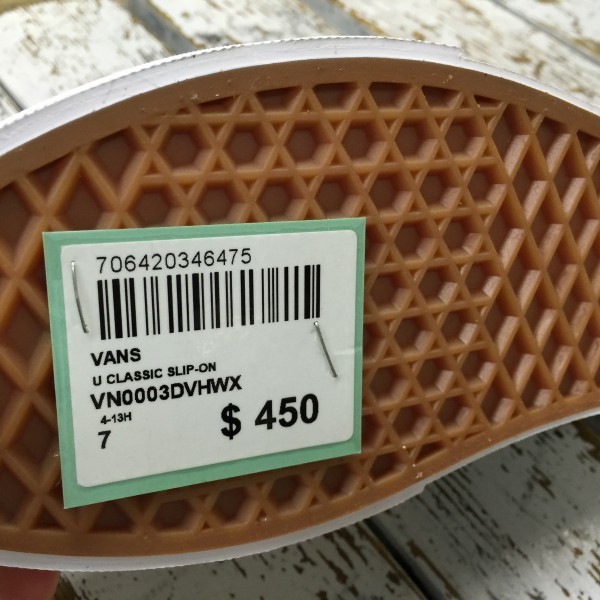 706420346475
VANS
U CLASSIC SLIP-ON
VN0003DVHWX
4-13H
7
$ 450